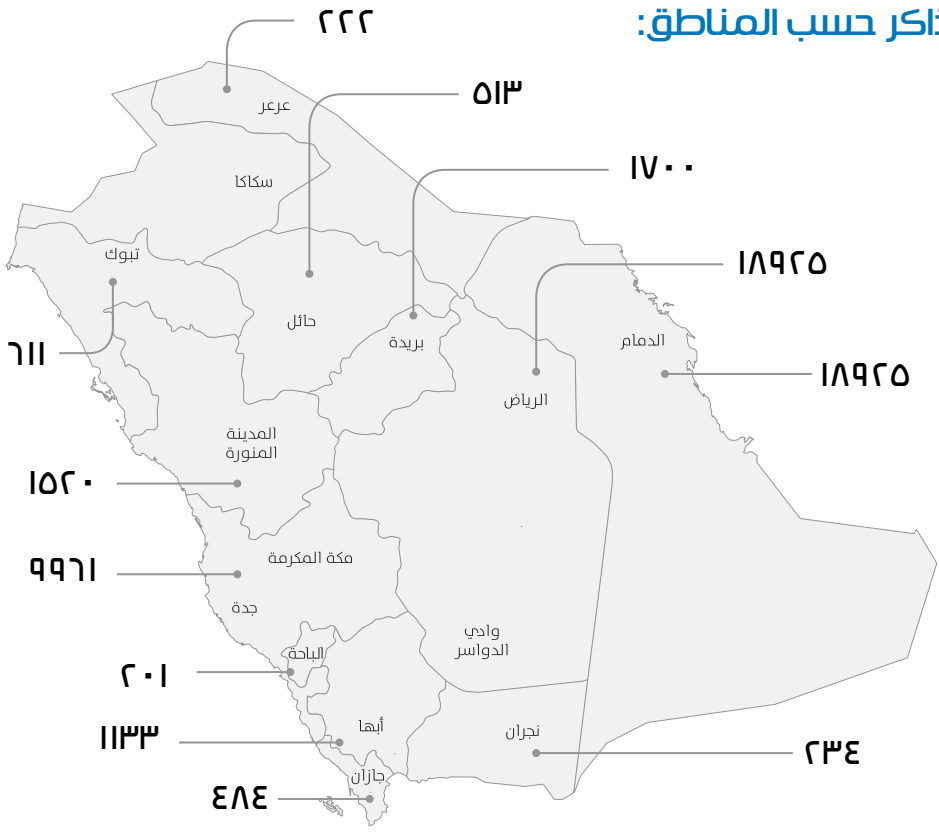 حسب المناطق:
٢٢٢
عرعر
٥١٣
١٧٠٠
سكاكا
تبوك
١٨٩٢٥
حائل
بريدة
الدمام
٦١١
١٨٩٢٥
الرياض
المدينة
المنورة
١٥٢٠
مكة المكرمة
٩٩٦١
جدة
وادي
الدواسر
الباحة
٢٠١
أبها
نجران
١١٣٣
٢٣٤
جازان
٤٨٤